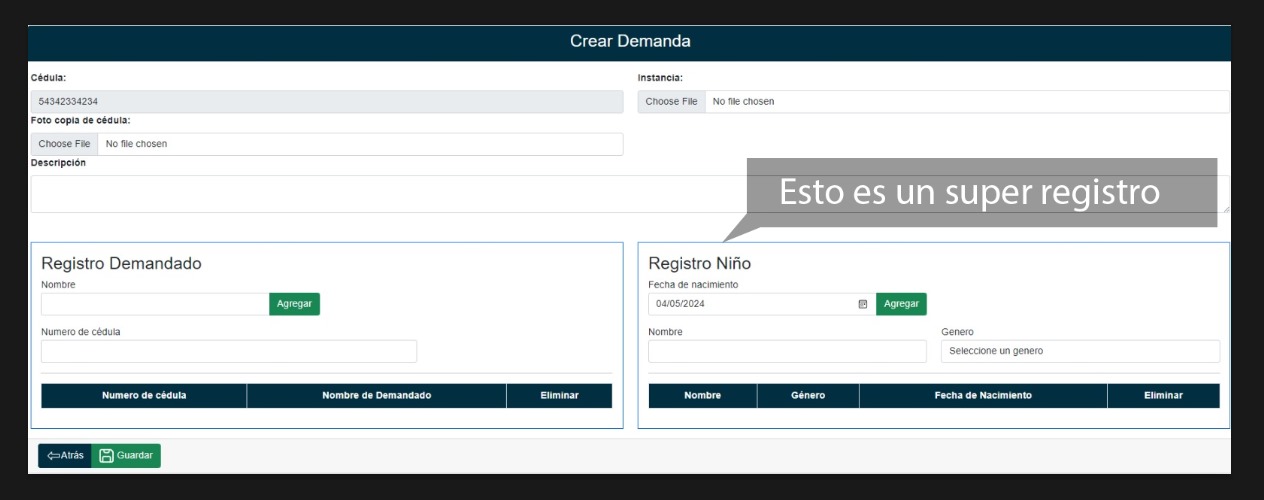 Crear Demanda
Cédula:
54342334234
Instancia:
Choose File No file chosen
Foto copia de cédula:
Choose File No file chosen
Descripción
Esto es un super registro
Registro Demandado
Nombre
Agregar
Numero de cédula
Numero de cédula Nombre de Demandado Eliminar
Registro Niño
Fecha de nacimiento
04/05/2024 Agregar
Nombre Genero
Seleccione un genero
Nombre Género Fecha de Nacimiento Eliminar
Atrás Guardar